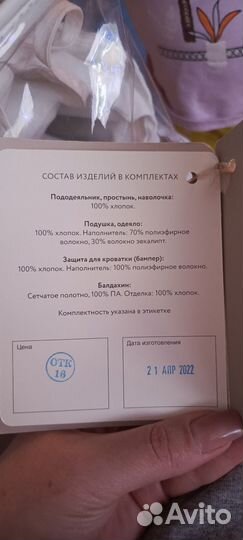 СОСТАВ ИЗДЕЛИЙ В КОМПЛЕКТАХ
Пододеяльник, простынь, наволочка:
100% хлопок.
Подушка, одеяло:
100% хлопок. Наполнитель: 70% полиэфирное
волокно, 30% волокно эвкалипт.
Защита для кроватки (бампер):
100% хлопок. Наполнитель: 100% полиэфирное волокно.
Балдахин:
Сетчатое полотно, 100% ПА. Отделка: 100% хлопок.
Комплектность указана в этикетке
Цена
ОТК
16
Дата изготовления
21 АПР 2022
Avito